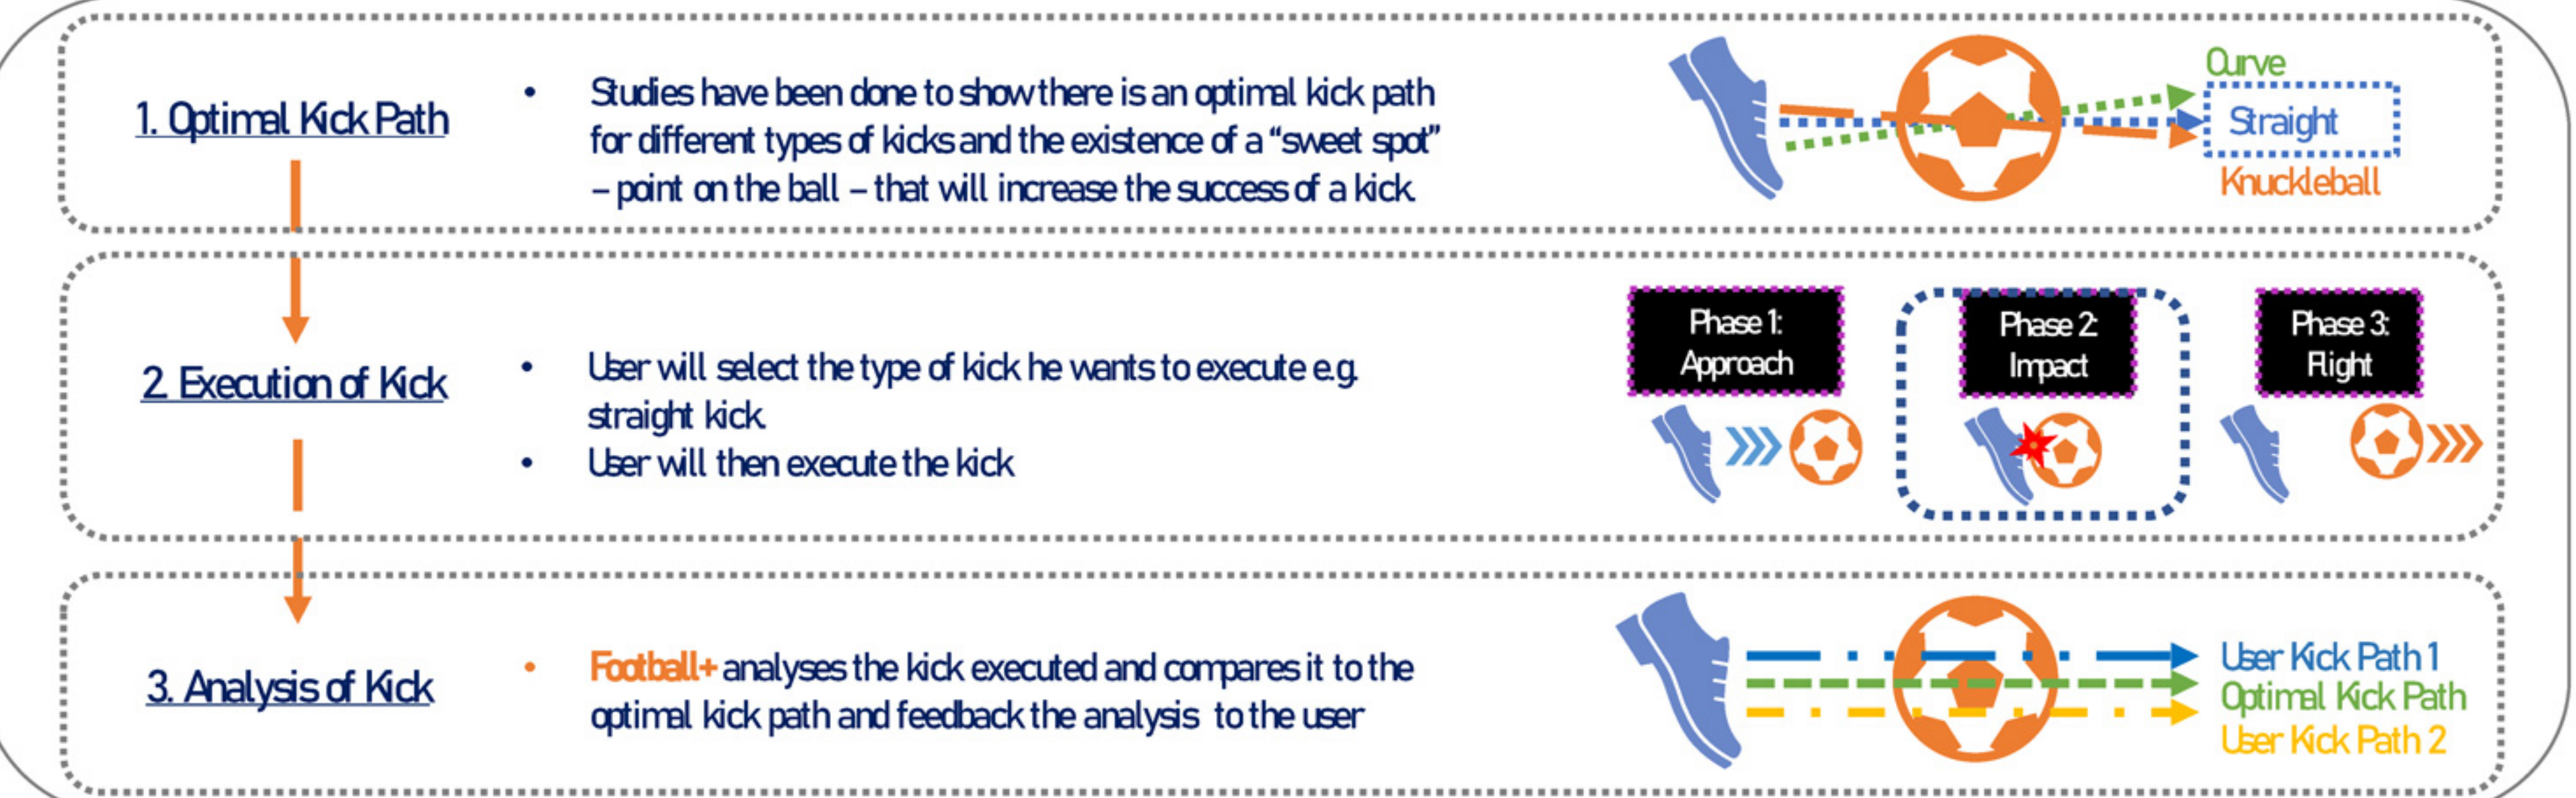 1. Optimal Kick Path
• Studies have been done to show there is an optimal kick path
for different types of kicks and the existence of a “sweet spot”
– point on the ball – that will increase the success of a kick.
Curve
Straight
Knuckleball
2. Execution of Kick
• User will select the type of kick he wants to execute e.g.
straight kick.
• User will then execute the kick
Phase 1:
Approach
Phase 2:
Impact
Phase 3:
Flight
3. Analysis of Kick
• Football+ analyses the kick executed and compares it to the
optimal kick path and feedback the analysis to the user
User Kick Path 1
Optimal Kick Path
User Kick Path 2